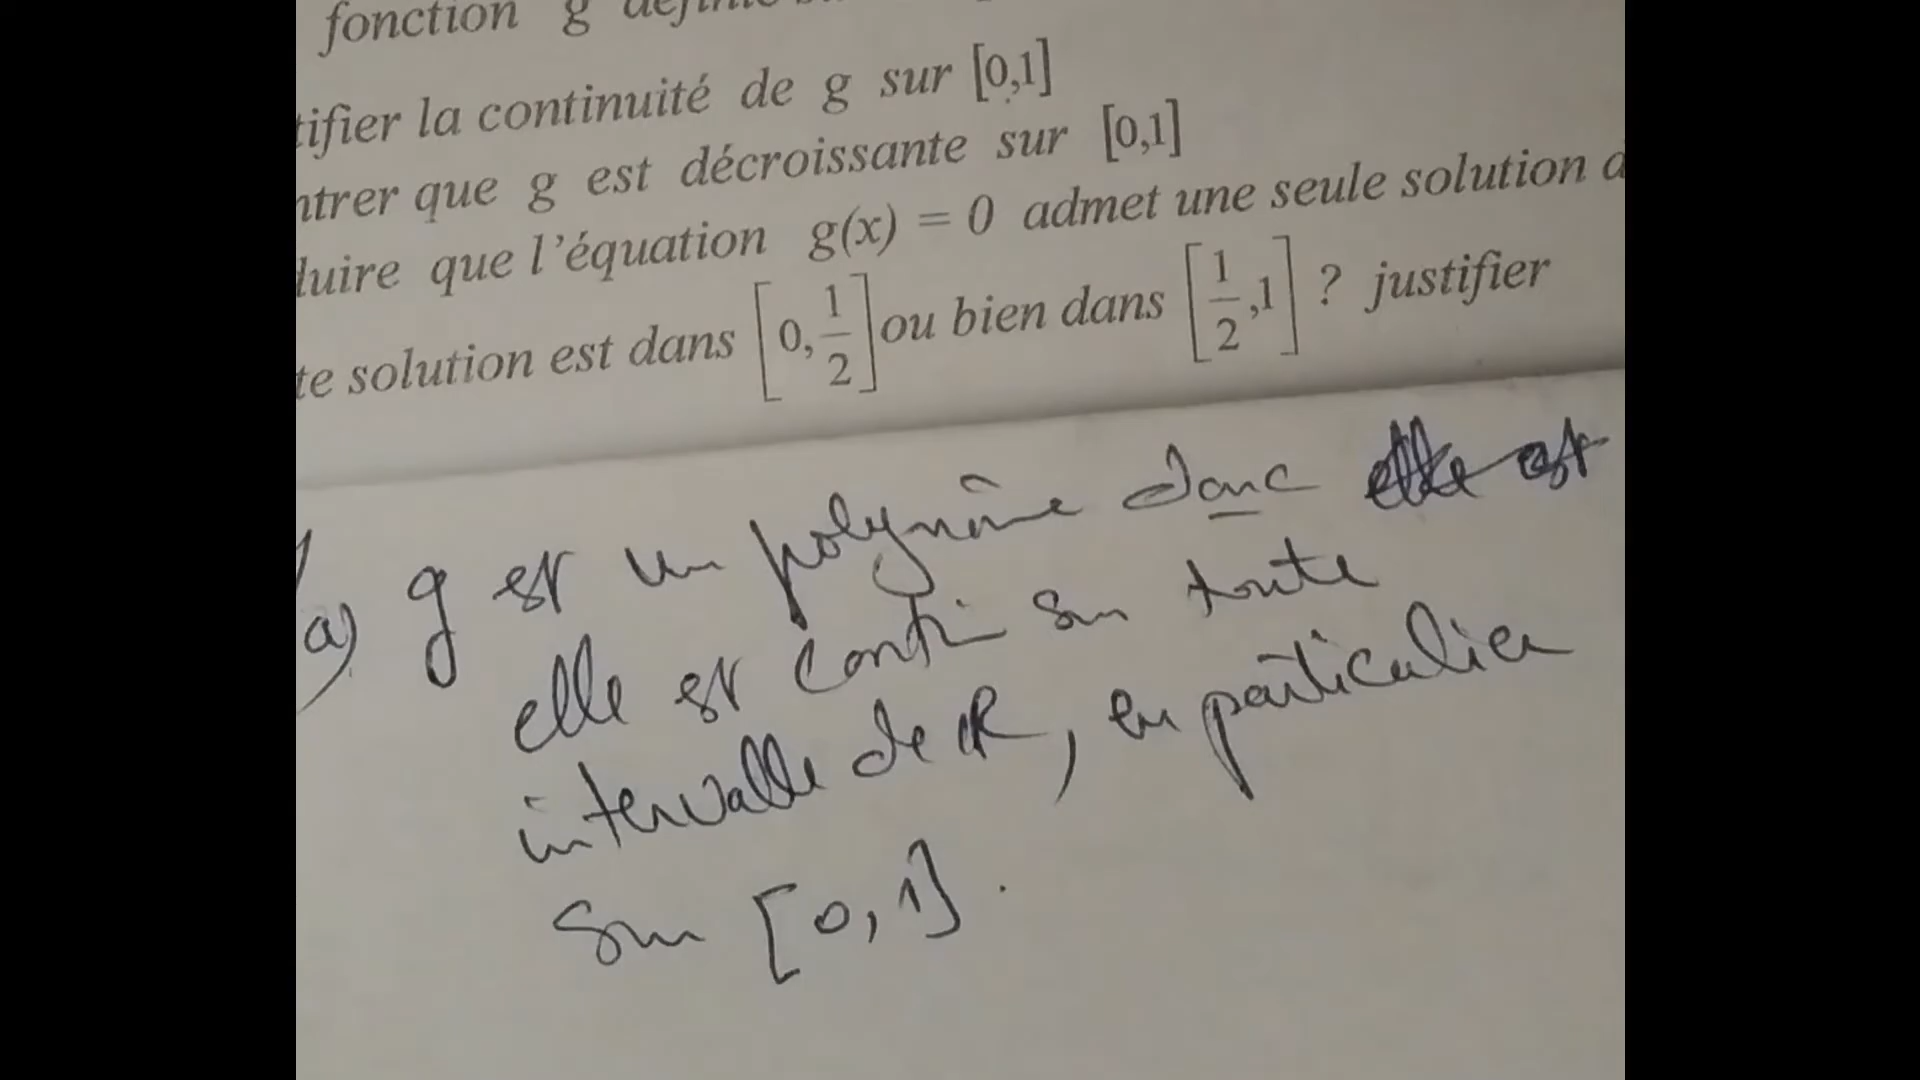 fonction g
tifier la continuité de g sur [0,1]
ntrer que g est décroissante sur [0,1]
duire que l'équation g(x) = 0 admet une seule solution d
te solution est dans [0, 1/2] ou bien dans [1/2, 1] ? justifier
a) g est un polynôme donc
elle est conti sur toute
intervalle de ℝ, en particulier
sur [0, 1].